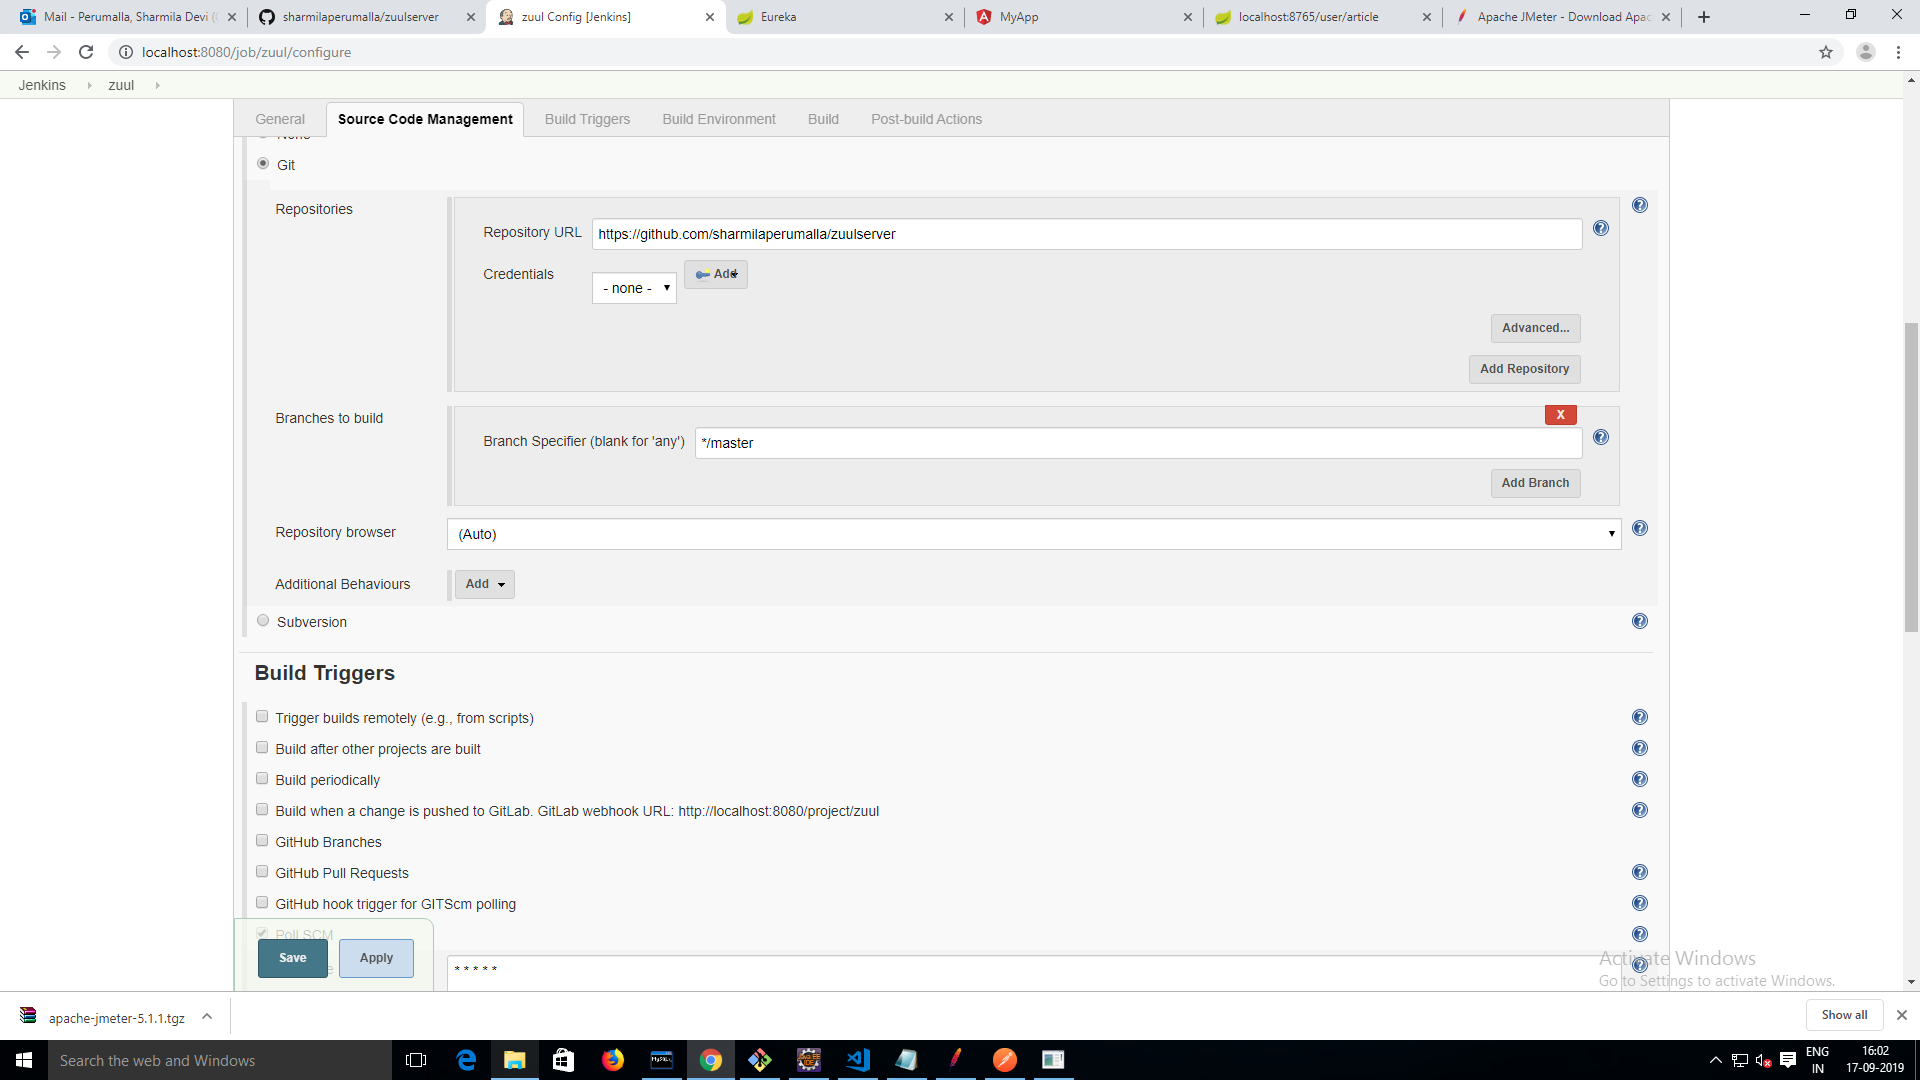 Mail - Perumalla, Sharmila Devi (
sharmilaperumalla/zuulserver
zuul Config [Jenkins]
Eureka
MyApp
localhost:8765/user/article
Apache JMeter - Download Apac
localhost:8080/job/zuul/configure
Jenkins
zuul
General
Source Code Management
Build Triggers
Build Environment
Build
Post-build Actions
None
Git
Repositories
Repository URL
https://github.com/sharmilaperumalla/zuulserver
Credentials
- none -
Add
Advanced...
Add Repository
Branches to build
X
Branch Specifier (blank for 'any')
*/master
Add Branch
Repository browser
(Auto)
Additional Behaviours
Add
Subversion
Build Triggers
Trigger builds remotely (e.g., from scripts)
Build after other projects are built
Build periodically
Build when a change is pushed to GitLab. GitLab webhook URL: http://localhost:8080/project/zuul
GitHub Branches
GitHub Pull Requests
GitHub hook trigger for GITScm polling
Poll SCM
Save
Apply
* * * * *
Activate Windows
Go to Settings to activate Windows.
apache-jmeter-5.1.1.tgz
Show all
Search the web and Windows
ENG
IN
16:02
17-09-2019